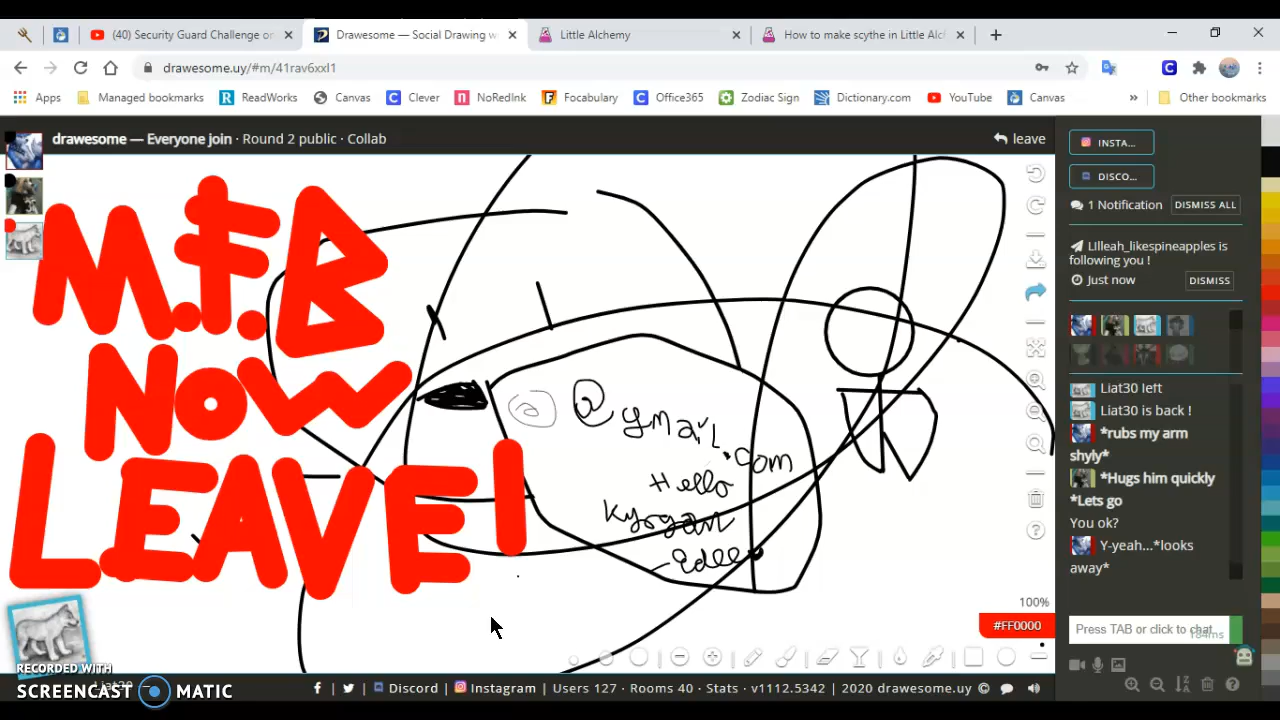 (40) Security Guard Challenge on
Drawesome — Social Drawing w
Little Alchemy
How to make scythe in Little Alc
drawesome.uy/#m/41rav6xxl1
Apps
Managed bookmarks
ReadWorks
Canvas
Clever
NoRedInk
Focabulary
Office365
Zodiac Sign
Dictionary.com
YouTube
Canvas
Other bookmarks
drawesome — Everyone join · Round 2 public · Collab
leave
M.F.B
NOW
LEAVE!
@ @ymail
.com
Hello
Kyrgan
- Edee
100%
#FF0000
INSTA...
DISCO...
1 Notification
DISMISS ALL
LIlleah_likespineapples is
following you !
Just now
DISMISS
Liat30 left
Liat30 is back !
*rubs my arm
shyly*
*Hugs him quickly
*Lets go
You ok?
Y-yeah...*looks
away*
Press TAB or click to chat
184ms
RECORDED WITH
SCREENCAST MATIC
Discord
Instagram | Users 127 · Rooms 40 · Stats · v1112.5342 | 2020 drawesome.uy ©